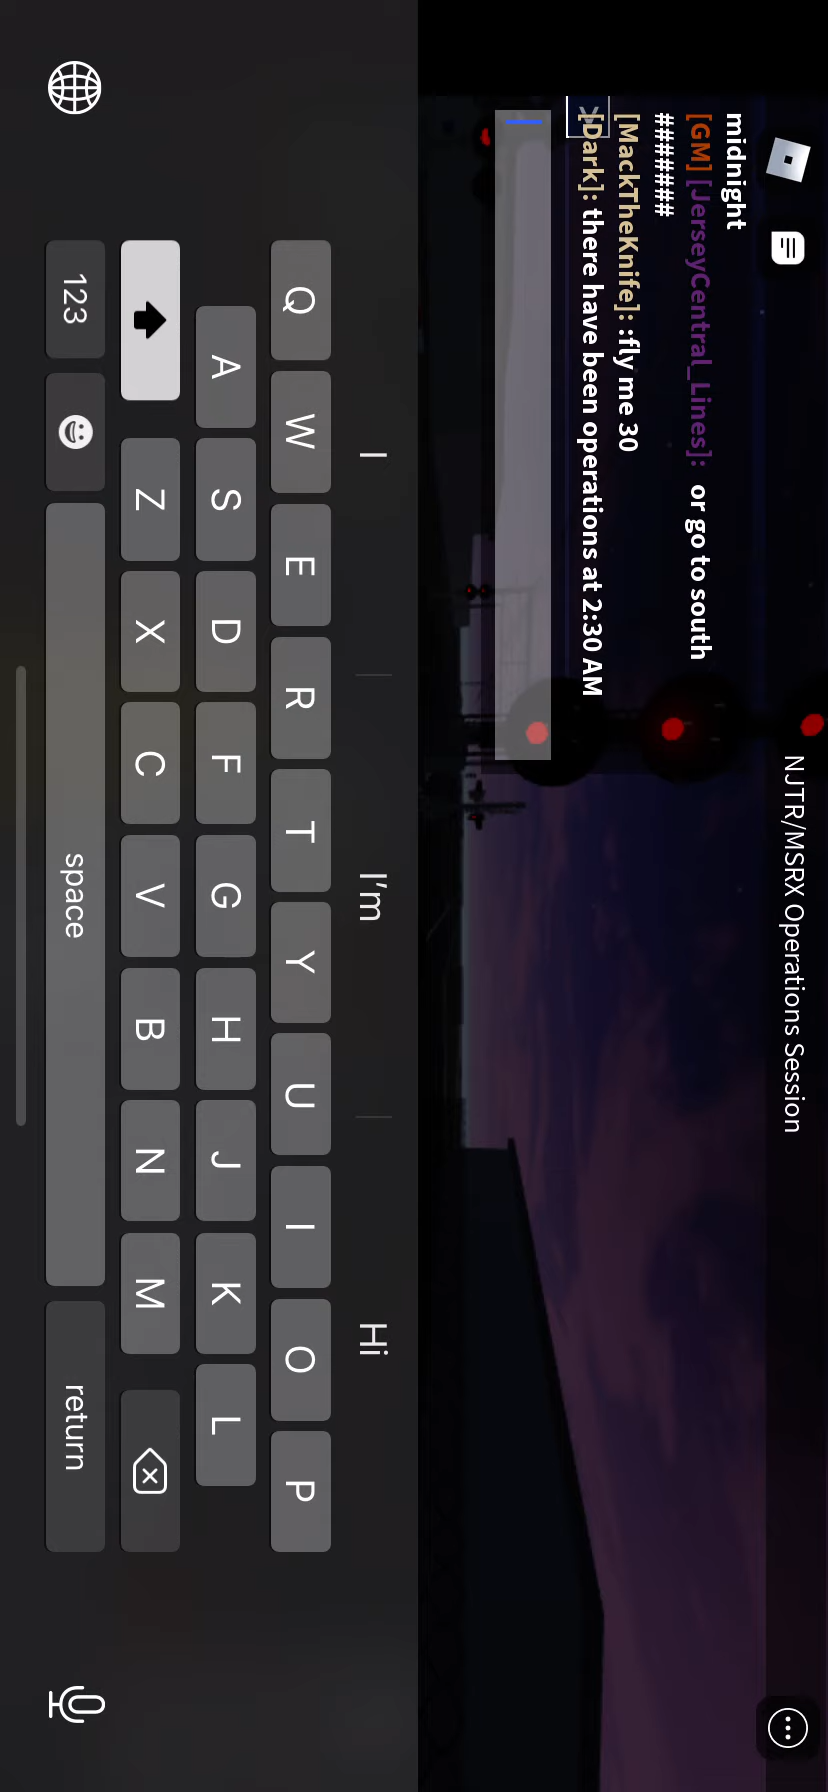 NJTR/MSRX Operations Session
midnight
[GM] [JerseyCentral_Lines]: or go to south
#######
[MackTheKnife]: :fly me 30
[Dark]: there have been operations at 2:30 AM
I I'm Hi
Q W E R T Y U I O P
A S D F G H J K L
Z X C V B N M
123 space return